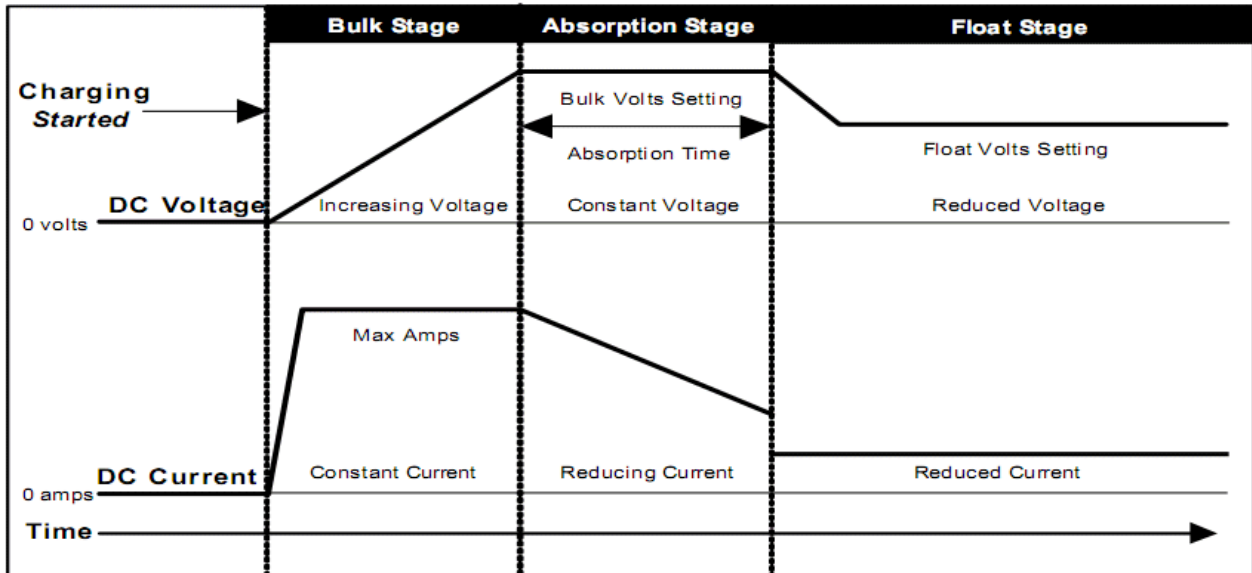 Bulk Stage
Absorption Stage
Float Stage
Charging
Started
Bulk Volts Setting
Absorption Time
Float Volts Setting
DC Voltage
0 volts
Increasing Voltage
Constant Voltage
Reduced Voltage
Max Amps
DC Current
0 amps
Constant Current
Reducing Current
Reduced Current
Time